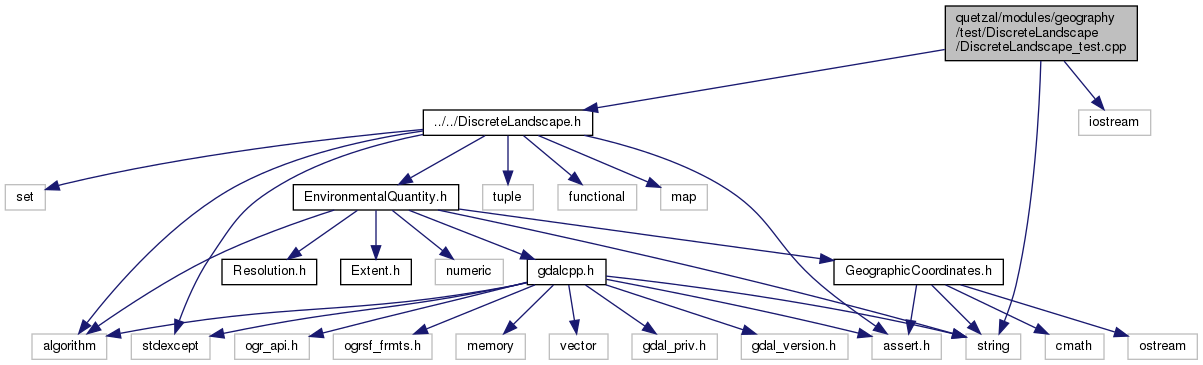 quetzal/modules/geography
/test/DiscreteLandscape
/DiscreteLandscape_test.cpp
../../DiscreteLandscape.h
iostream
set
EnvironmentalQuantity.h
tuple
functional
map
Resolution.h
Extent.h
numeric
gdalcpp.h
GeographicCoordinates.h
algorithm
stdexcept
ogr_api.h
ogrsf_frmts.h
memory
vector
gdal_priv.h
gdal_version.h
assert.h
string
cmath
ostream